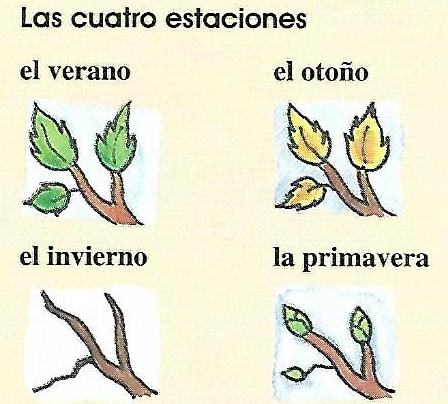 Las cuatro estaciones
el verano
el otoño
el invierno
la primavera